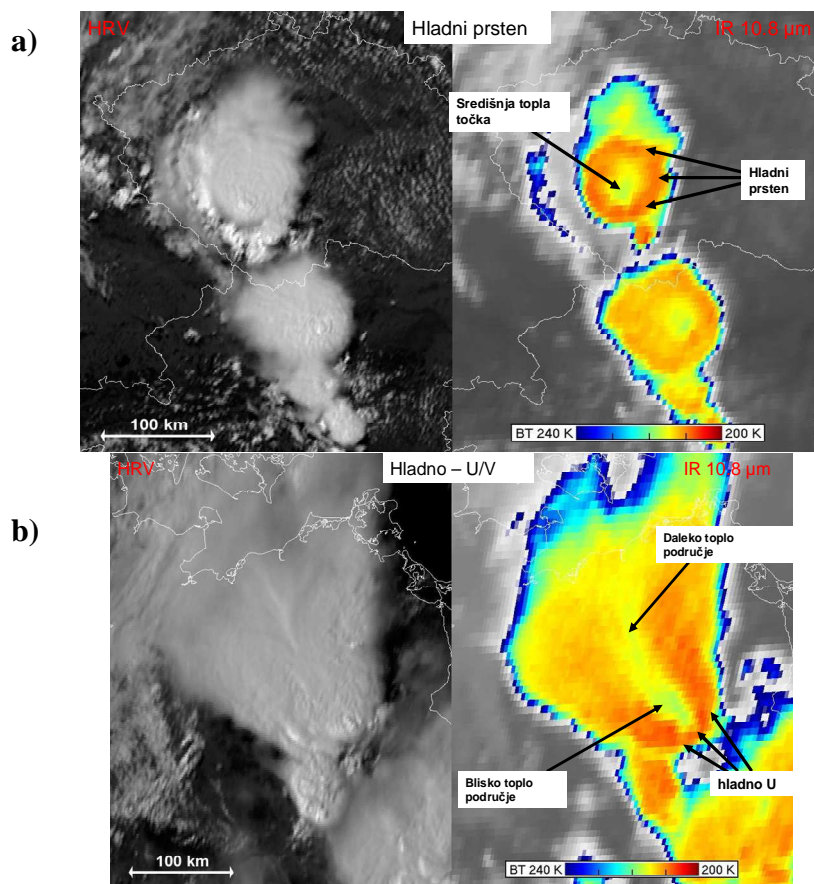 a)
HRV
Hladni prsten
IR 10.8 µm
Središnja topla
točka
Hladni
prsten
100 km
BT 240 K
200 K
b)
HRV
Hladno – U/V
IR 10.8 µm
Daleko toplo
područje
Blisko toplo
područje
hladno U
100 km
BT 240 K
200 K